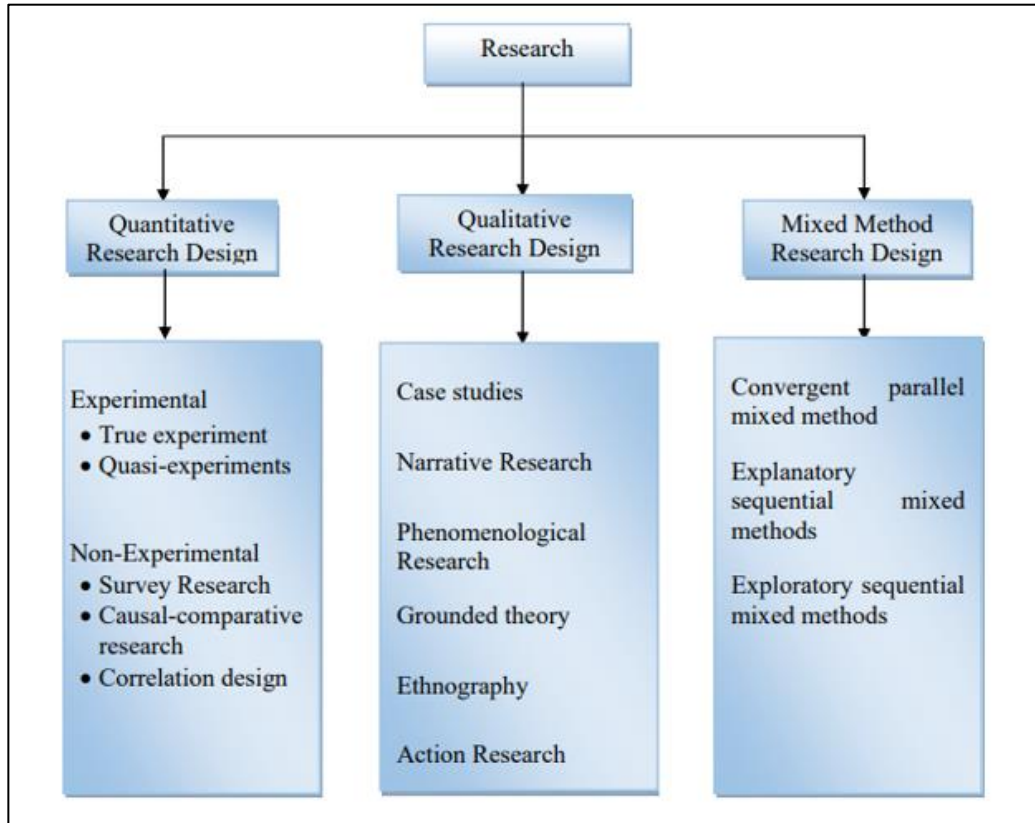 Research
Quantitative
Research Design
Qualitative
Research Design
Mixed Method
Research Design
Experimental
• True experiment
• Quasi-experiments
Non-Experimental
• Survey Research
• Causal-comparative
research
• Correlation design
Case studies
Narrative Research
Phenomenological
Research
Grounded theory
Ethnography
Action Research
Convergent parallel
mixed method
Explanatory
sequential mixed
methods
Exploratory sequential
mixed methods